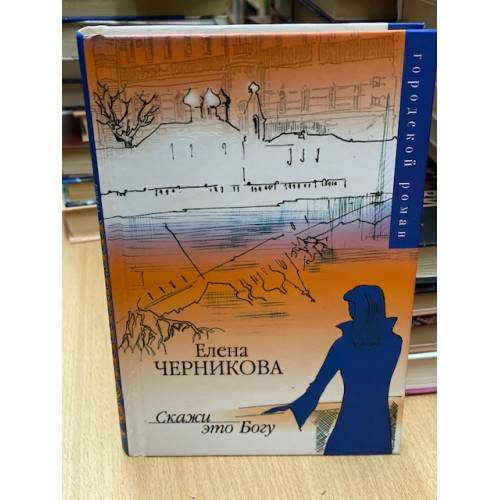 городской роман
Елена
ЧЕРНИКОВА
Скажи
это Богу